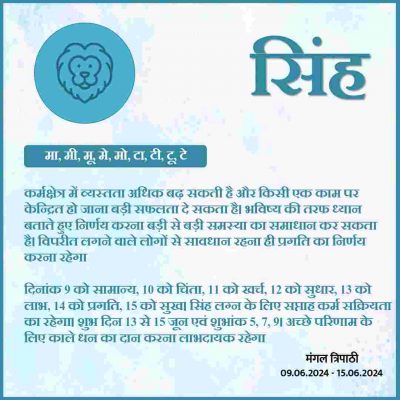 सिंह
मा, मी, मू, मे, मो, टा, टी, टू, टे
कर्मक्षेत्र में व्यस्तता अधिक बढ़ सकती है और किसी एक काम पर
केन्द्रित हो जाना बड़ी सफलता दे सकता है। भविष्य की तरफ ध्यान
बताते हुए निर्णय करना बड़ी से बड़ी समस्या का समाधान कर सकता
है। विपरीत लगने वाले लोगों से सावधान रहना ही प्रगति का निर्णय
करना रहेगा
दिनांक 9 को सामान्य, 10 को चिंता, 11 को खर्च, 12 को सुधार, 13 को
लाभ, 14 को प्रगति, 15 को सुख। सिंह लग्न के लिए सप्ताह कर्म सक्रियता
का रहेगा। शुभ दिन 13 से 15 जून एवं शुभांक 5, 7, 9। अच्छे परिणाम के
लिए काले धन का दान करना लाभदायक रहेगा
मंगल त्रिपाठी
09.06.2024 - 15.06.2024